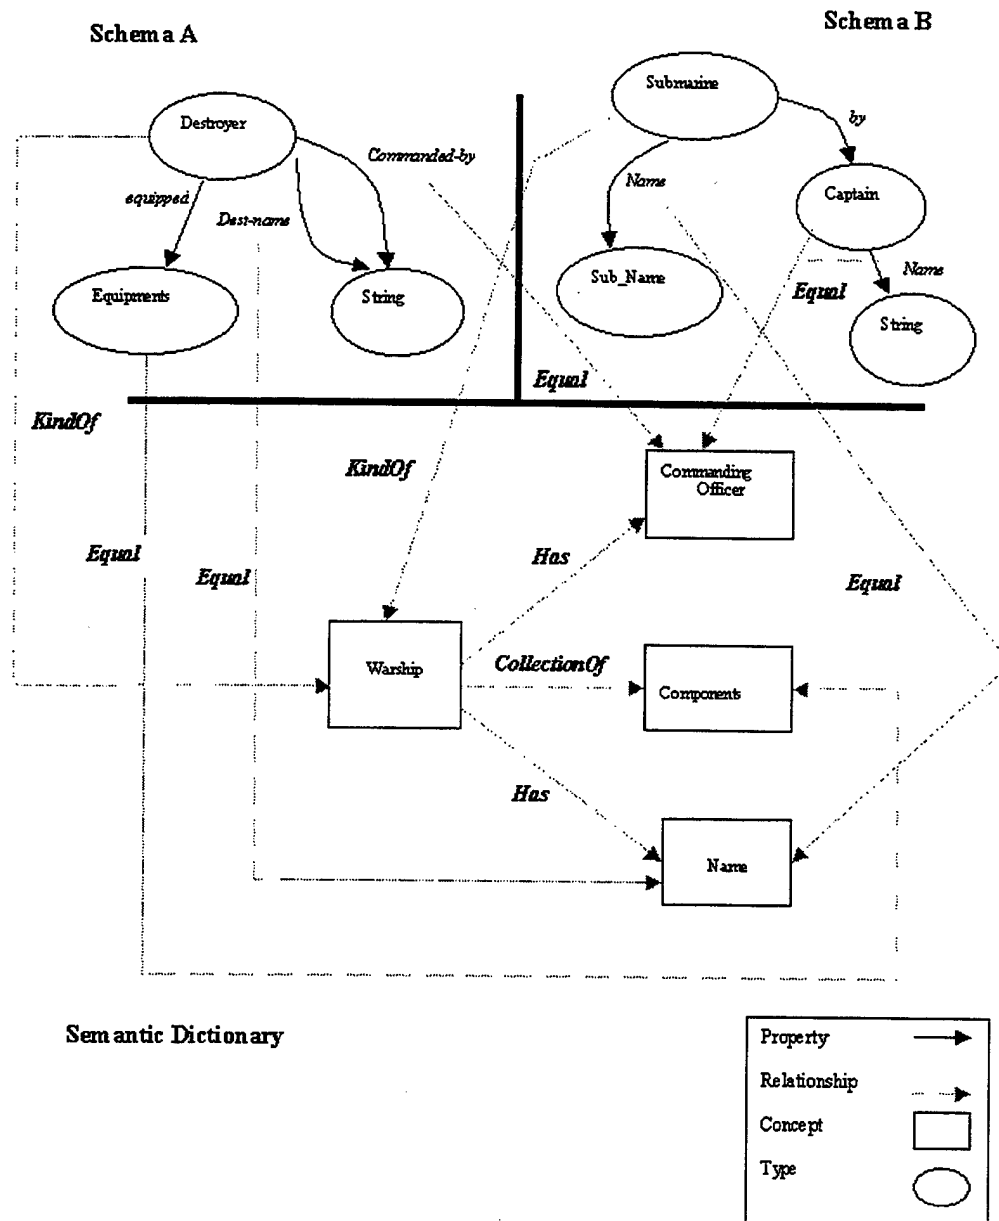 Schema A
Schema B
Submarine
Destroyer
by
Commanded-by
Name
equipped
Captain
Dest-name
Equipments
String
Sub_Name
Name
Equal
String
Equal
KindOf
KindOf
Commanding
Officer
Equal
Has
Equal
Equal
Warship
CollectionOf
Components
Has
Name
Semantic Dictionary
Property
Relationship
Concept
Type